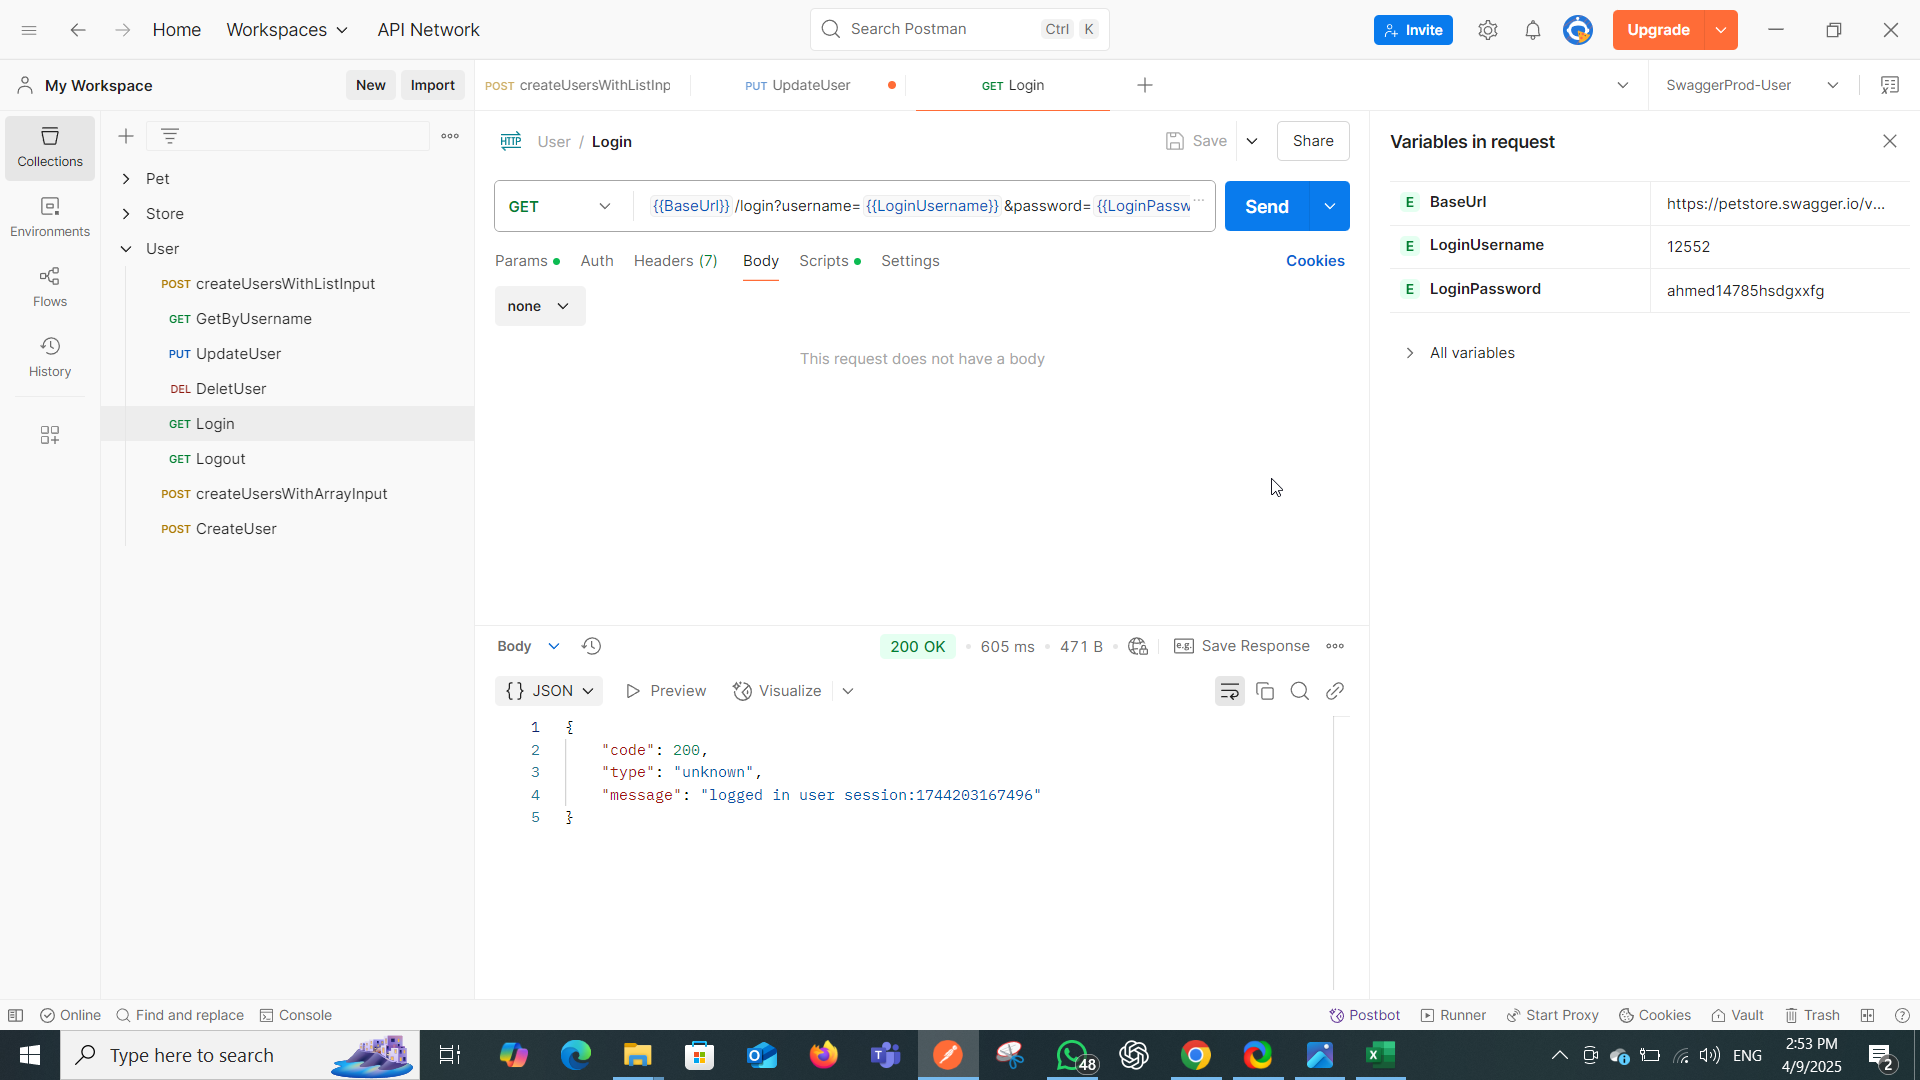 Home
Workspaces
API Network
Search Postman
Ctrl K
Invite
Upgrade
My Workspace
New
Import
POST createUsersWithListInp
PUT UpdateUser
GET Login
SwaggerProd-User
Collections
Environments
Flows
History
Pet
Store
User
POST createUsersWithListInput
GET GetByUsername
PUT UpdateUser
DEL DeletUser
GET Login
GET Logout
POST createUsersWithArrayInput
POST CreateUser
HTTP User / Login
Save
Share
GET
{{BaseUrl}} /login?username= {{LoginUsername}} &password= {{LoginPassw ...
Send
Params
Auth
Headers (7)
Body
Scripts
Settings
Cookies
none
This request does not have a body
Body
200 OK
605 ms
471 B
e.g. Save Response
{} JSON
Preview
Visualize
1 {
2 "code": 200,
3 "type": "unknown",
4 "message": "logged in user session:1744203167496"
5 }
Variables in request
E BaseUrl https://petstore.swagger.io/v...
E LoginUsername 12552
E LoginPassword ahmed14785hsdgxxfg
All variables
Online
Find and replace
Console
Postbot
Runner
Start Proxy
Cookies
Vault
Trash
Type here to search
48
ENG
2:53 PM
4/9/2025
2